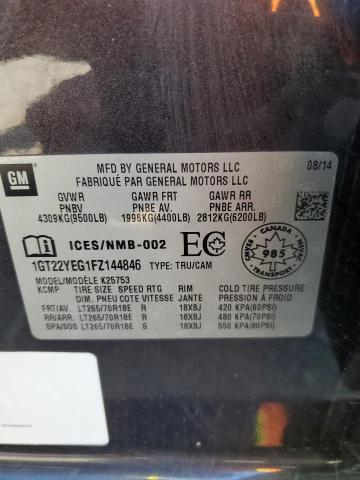 GM
08/14
MFD BY GENERAL MOTORS LLC
FABRIQUÉ PAR GENERAL MOTORS LLC
GVWR GAWR FRT GAWR RR
PNBV PNBE AV PNBE ARR
4309KG(9500LB) 1996KG(4400LB) 2812KG(6200LB)
ICES/NMB-002 EC
CANADA
985
1GT22YEG1FZ144846 TYPE: TRU/CAM
MODEL/MODÈLE K25753
KCMP TIRE SIZE SPEED RTG RIM COLD TIRE PRESSURE
DIM. PNEU COTE VITESSE JANTE PRESSION À FROID
FRT/AV. LT265/70R18E R 18X8J 420 KPA(60PSI)
RR/ARR. LT265/70R18E R 18X8J 480 KPA(70PSI)
SPA/SOS LT265/70R18E S 18X8J 550 KPA(80PSI)